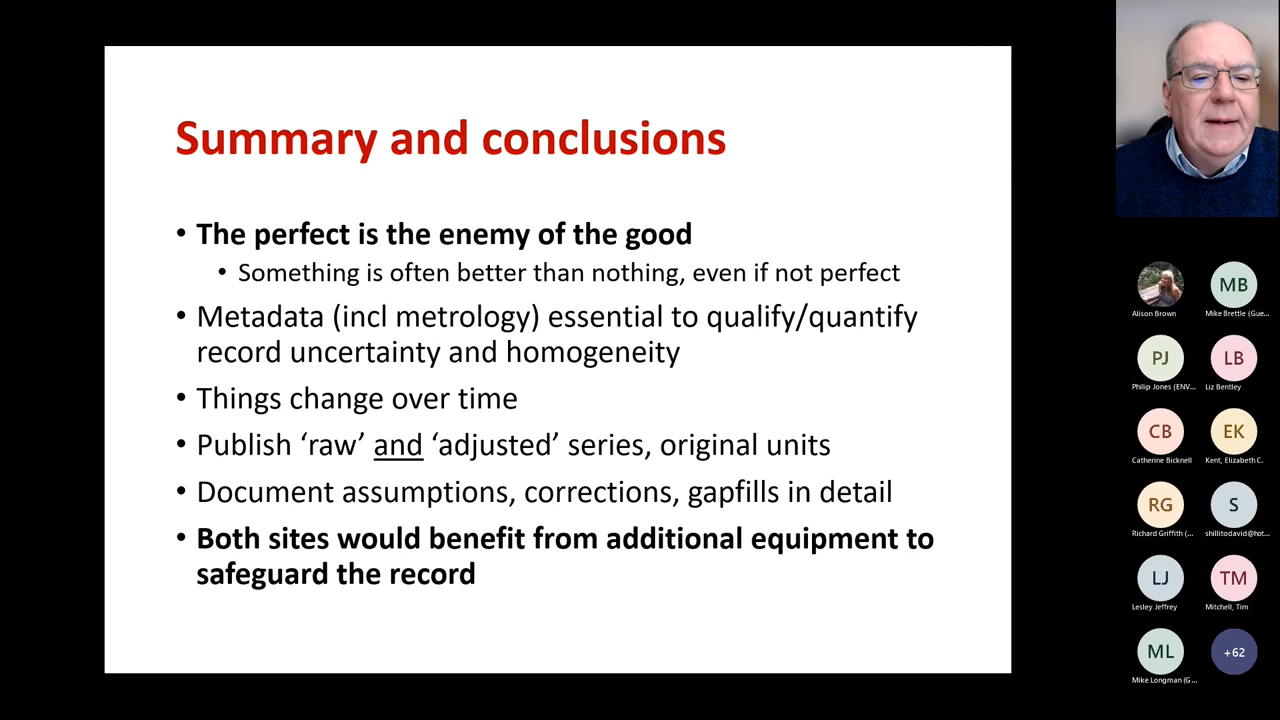 Summary and conclusions
• The perfect is the enemy of the good
• Something is often better than nothing, even if not perfect
• Metadata (incl metrology) essential to qualify/quantify
record uncertainty and homogeneity
• Things change over time
• Publish ‘raw’ and ‘adjusted’ series, original units
• Document assumptions, corrections, gapfills in detail
• Both sites would benefit from additional equipment to
safeguard the record
Alison Brown
MB
Mike Brettle (Gue...
PJ
Philip Jones (ENV...
LB
Liz Bentley
CB
Catherine Bicknell
EK
Kent, Elizabeth C.
RG
Richard Griffith (...
S
shillitodavid@hot...
LJ
Lesley Jeffrey
TM
Mitchell, Tim
ML
Mike Longman (G...
+62